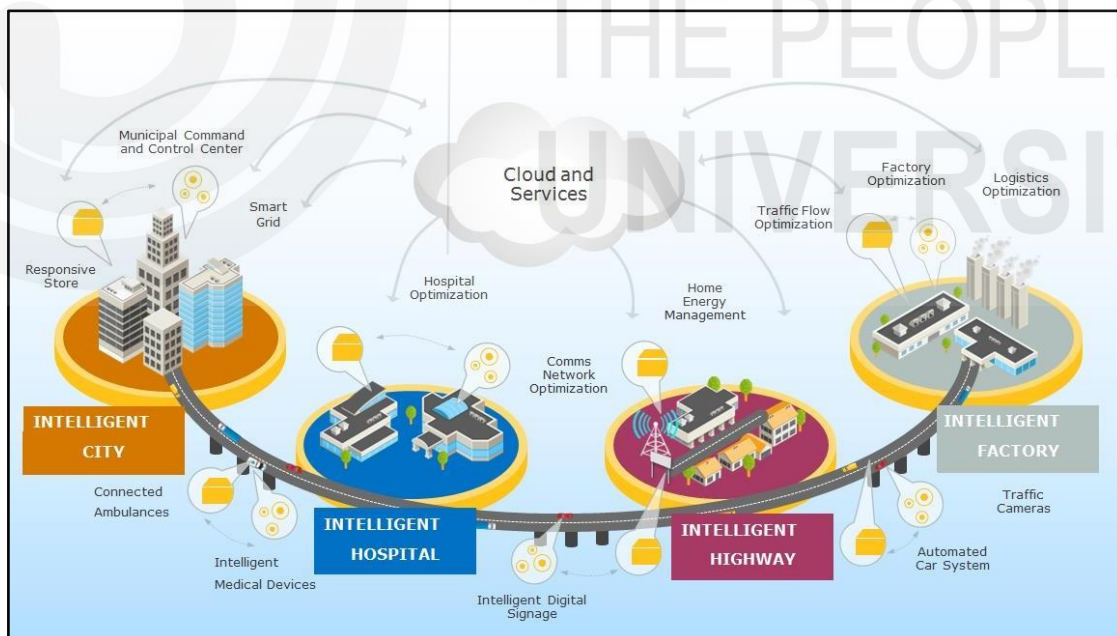 THE PEOPLE
UNIVERSI
Municipal Command
and Control Center
Cloud and
Services
Factory
Optimization
Logistics
Optimization
Smart
Grid
Traffic Flow
Optimization
Responsive
Store
Hospital
Optimization
Home
Energy
Management
Comms
Network
Optimization
INTELLIGENT
CITY
INTELLIGENT
FACTORY
Connected
Ambulances
INTELLIGENT
HOSPITAL
INTELLIGENT
HIGHWAY
Traffic
Cameras
Intelligent
Medical Devices
Automated
Car System
Intelligent Digital
Signage